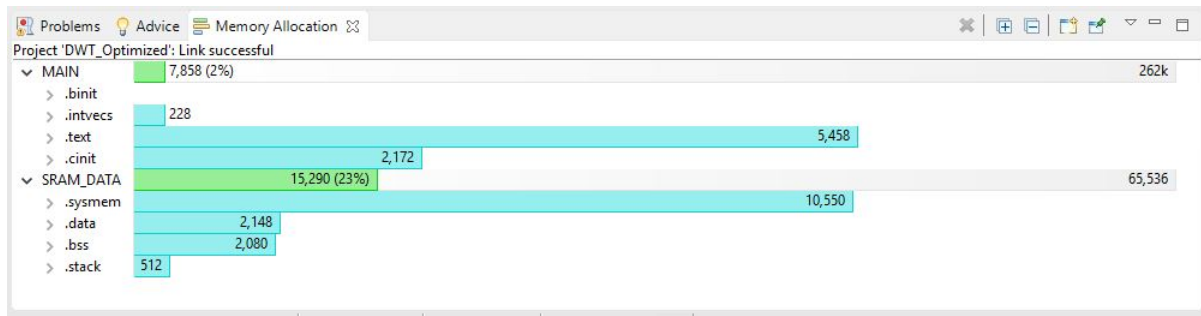 Problems Advice Memory Allocation
Project 'DWT_Optimized': Link successful
MAIN 7,858 (2%) 262k
.binit
.intvecs 228
.text 5,458
.cinit 2,172
SRAM_DATA 15,290 (23%) 65,536
.sysmem 10,550
.data 2,148
.bss 2,080
.stack 512